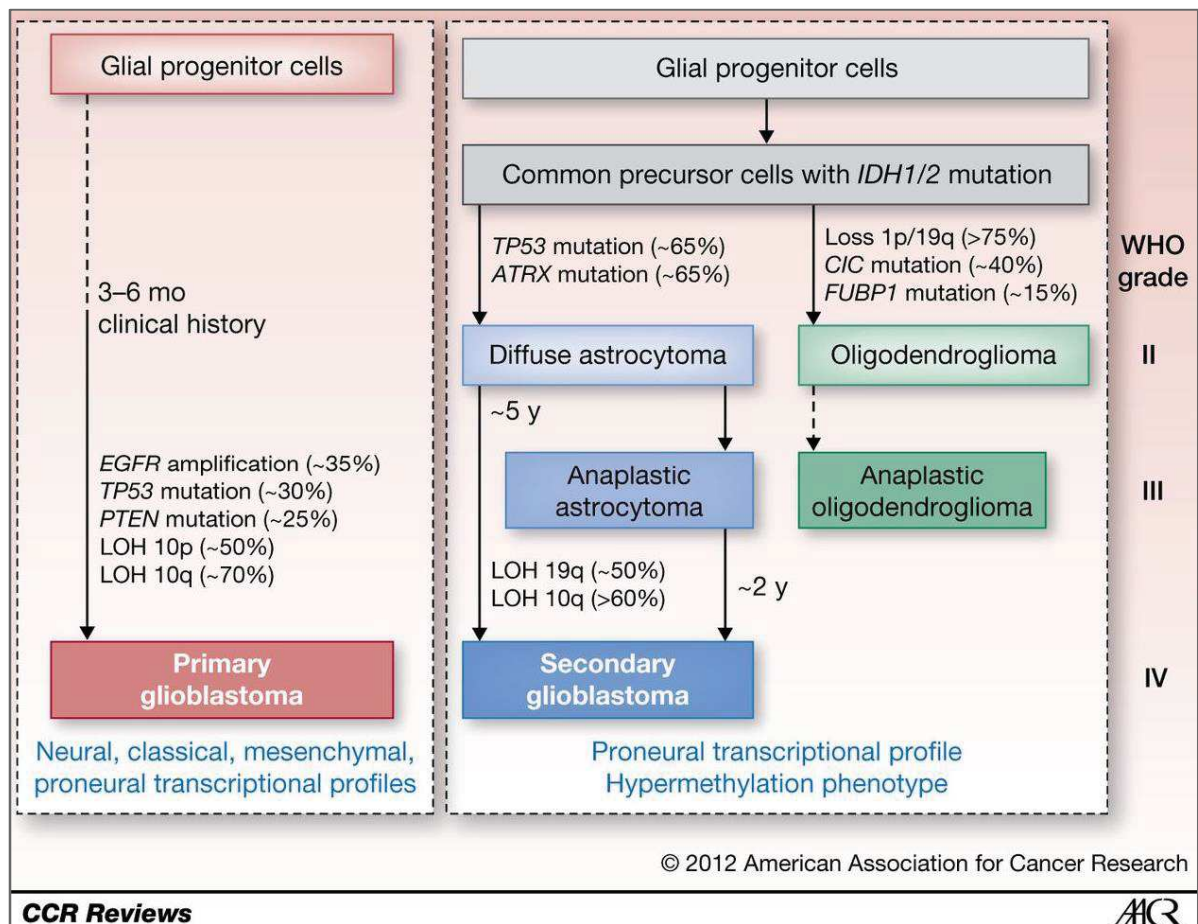 Glial progenitor cells
3–6 mo
clinical history
EGFR amplification (~35%)
TP53 mutation (~30%)
PTEN mutation (~25%)
LOH 10p (~50%)
LOH 10q (~70%)
Primary
glioblastoma
Neural, classical, mesenchymal,
proneural transcriptional profiles
Glial progenitor cells
Common precursor cells with IDH1/2 mutation
TP53 mutation (~65%)
ATRX mutation (~65%)
Loss 1p/19q (>75%)
CIC mutation (~40%)
FUBP1 mutation (~15%)
Diffuse astrocytoma
Oligodendroglioma
~5 y
Anaplastic
astrocytoma
Anaplastic
oligodendroglioma
LOH 19q (~50%)
LOH 10q (>60%)
~2 y
Secondary
glioblastoma
Proneural transcriptional profile
Hypermethylation phenotype
WHO
grade
II
III
IV
© 2012 American Association for Cancer Research
CCR Reviews
AACR